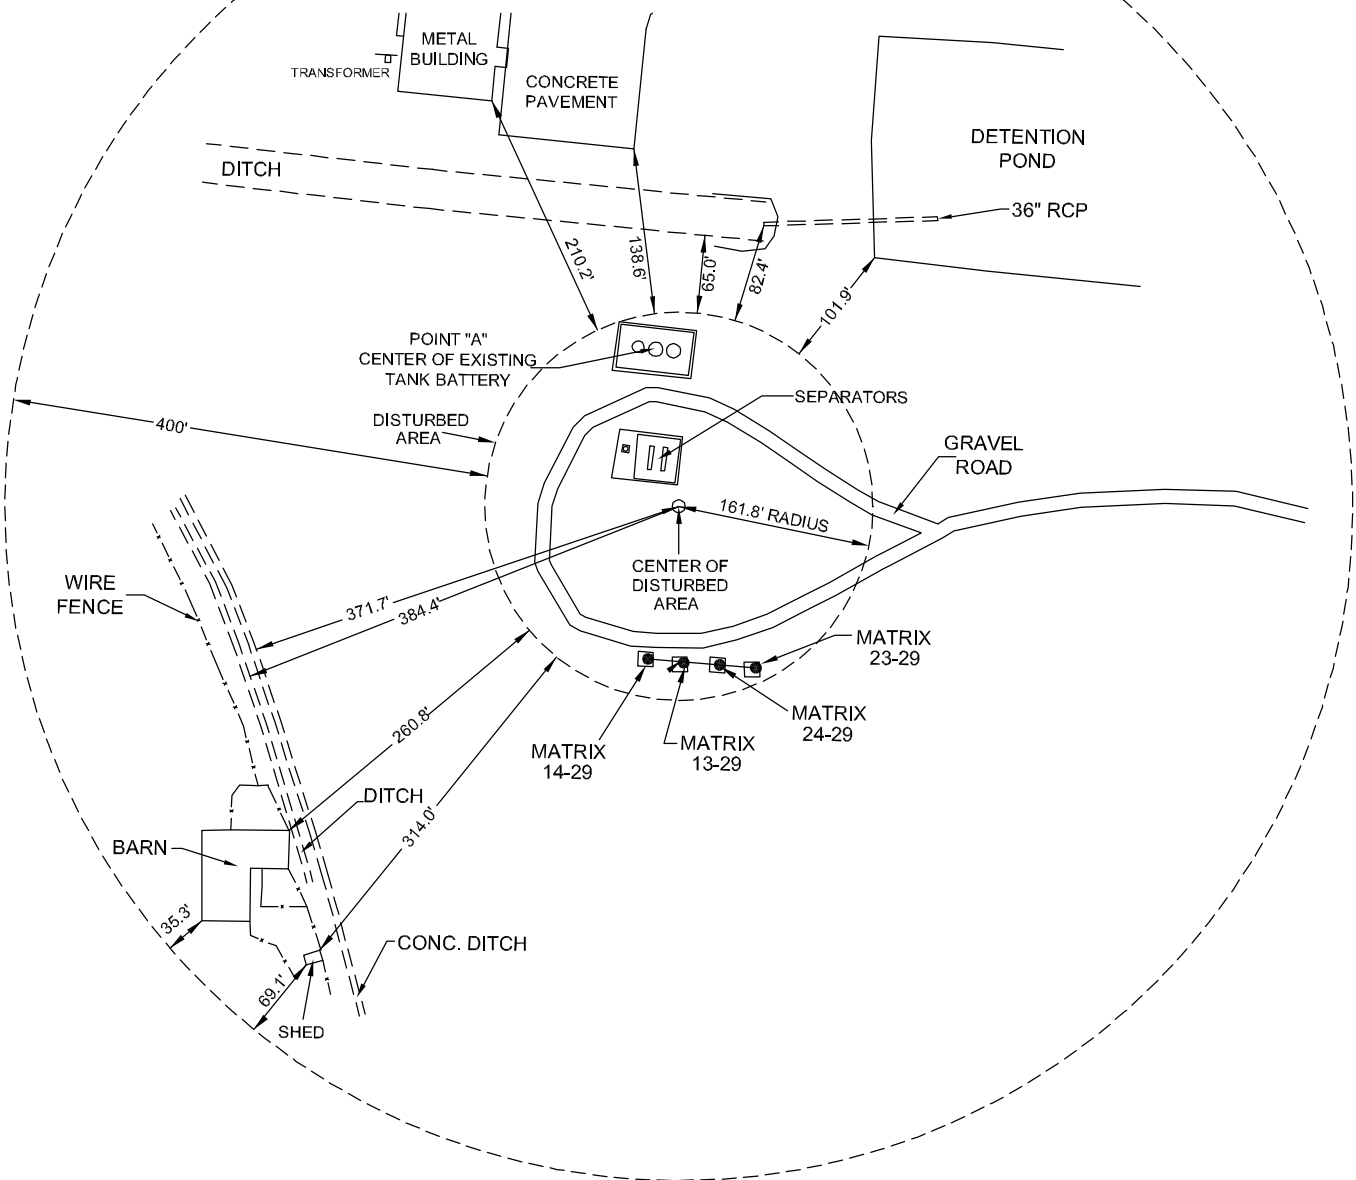 METAL
BUILDING
TRANSFORMER
CONCRETE
PAVEMENT
DETENTION
POND
DITCH
36" RCP
210.2'
138.6'
65.0'
82.4'
101.9'
POINT "A"
CENTER OF EXISTING
TANK BATTERY
SEPARATORS
DISTURBED
AREA
400'
GRAVEL
ROAD
161.8' RADIUS
CENTER OF
DISTURBED
AREA
WIRE
FENCE
371.7'
384.4'
MATRIX
23-29
MATRIX
24-29
MATRIX
13-29
MATRIX
14-29
260.8'
314.0'
DITCH
BARN
35.3'
CONC. DITCH
69.1'
SHED